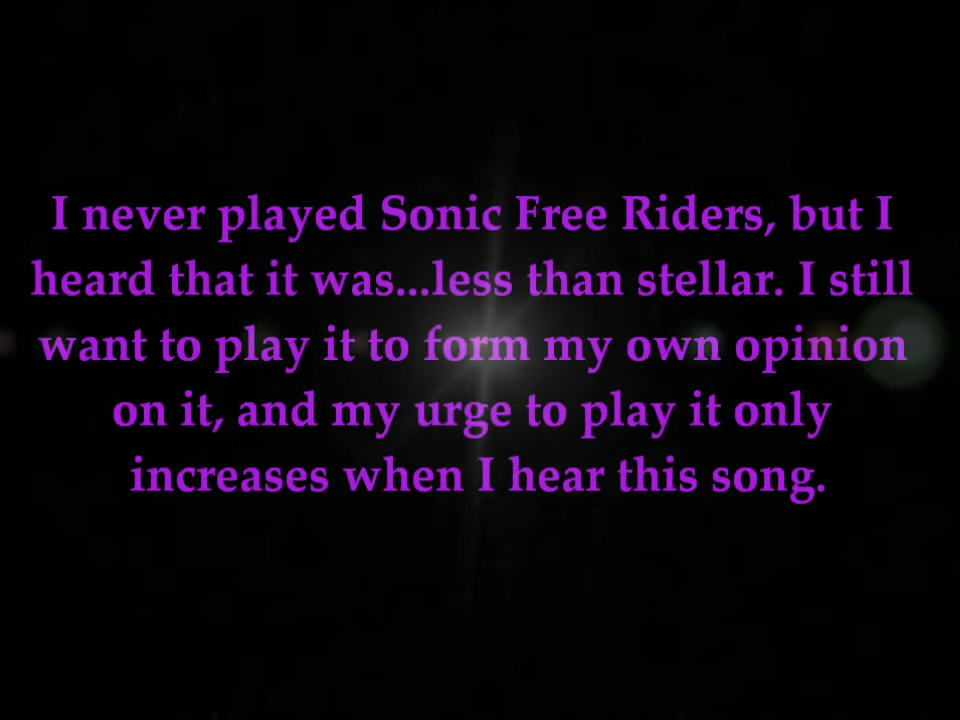 I never played Sonic Free Riders, but I
heard that it was...less than stellar. I still
want to play it to form my own opinion
on it, and my urge to play it only
increases when I hear this song.